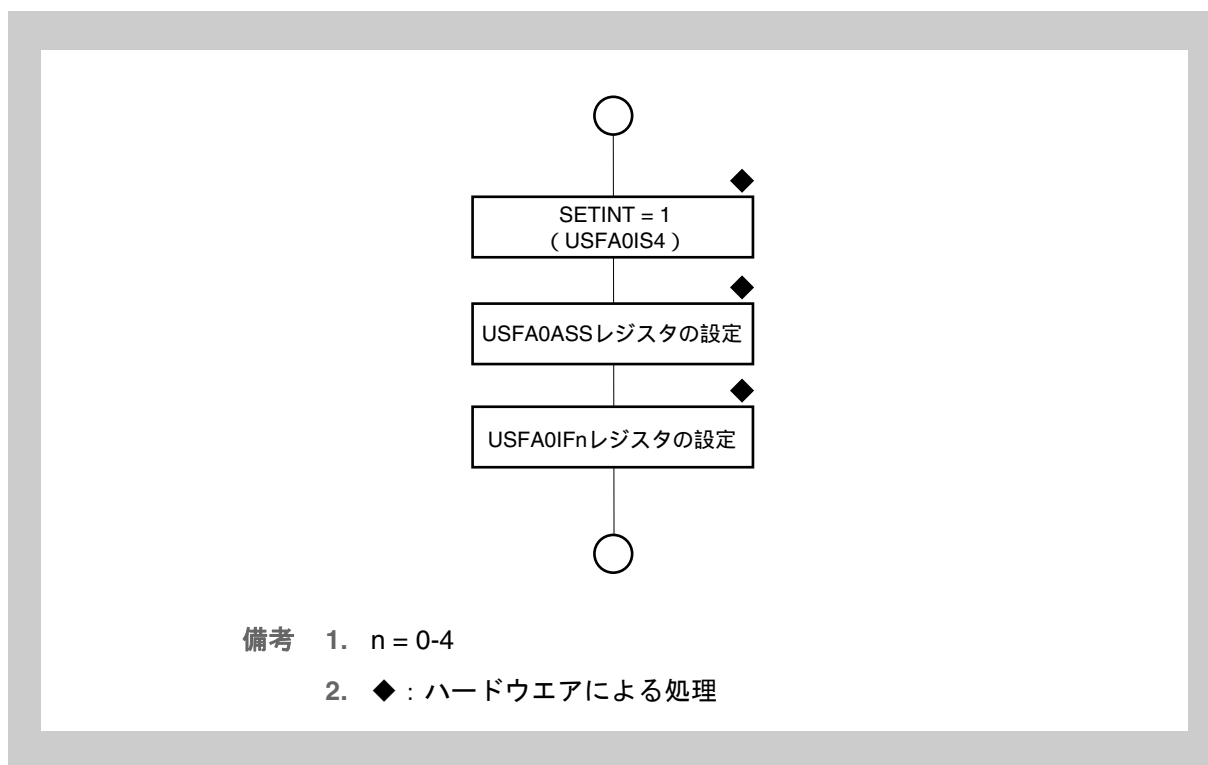 ◆
SETINT = 1
( USFA0IS4 )
◆
USFA0ASSレジスタの設定
◆
USFA0IFnレジスタの設定
備考 1. n = 0-4
2. ◆ : ハードウエアによる処理